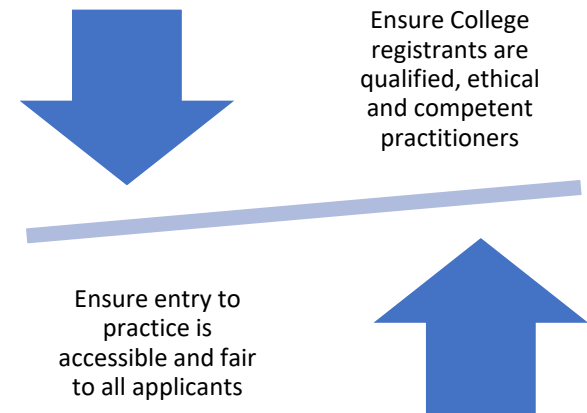 Ensure College
registrants are
qualified, ethical
and competent
practitioners
Ensure entry to
practice is
accessible and fair
to all applicants